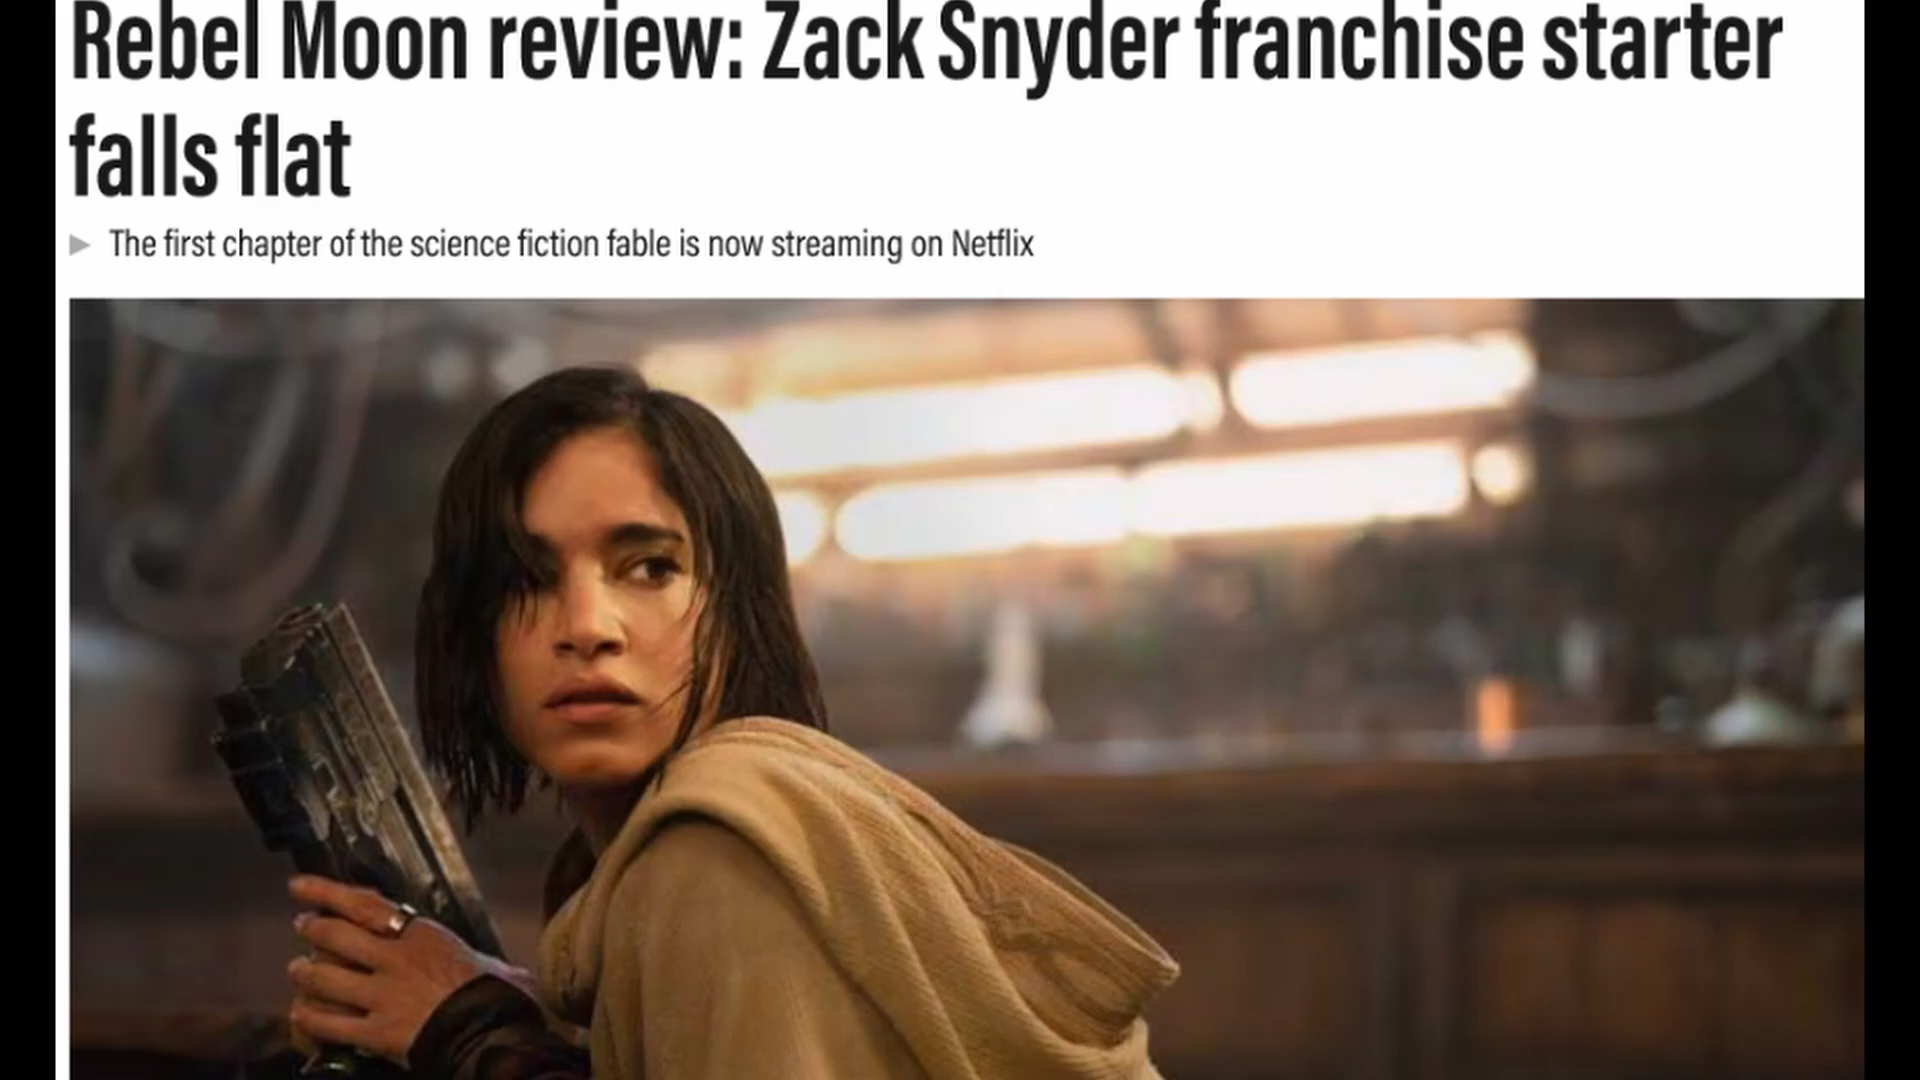 Rebel Moon review: Zack Snyder franchise starter
falls flat
The first chapter of the science fiction fable is now streaming on Netflix